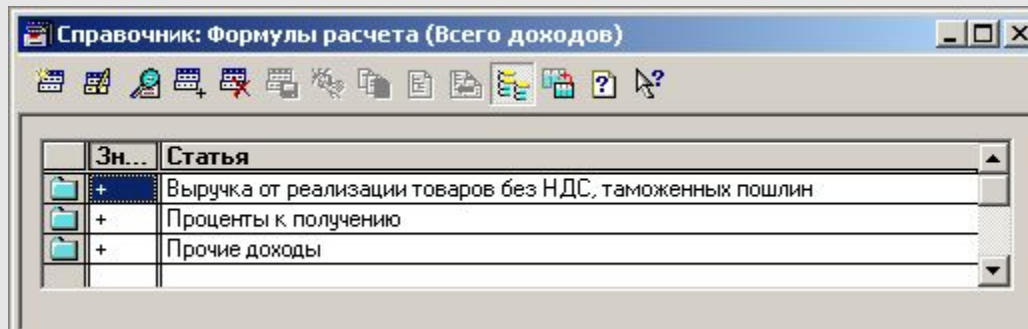 Справочник: Формулы расчета (Всего доходов)
Зн... Статья
+ Выручка от реализации товаров без НДС, таможенных пошлин
+ Проценты к получению
+ Прочие доходы